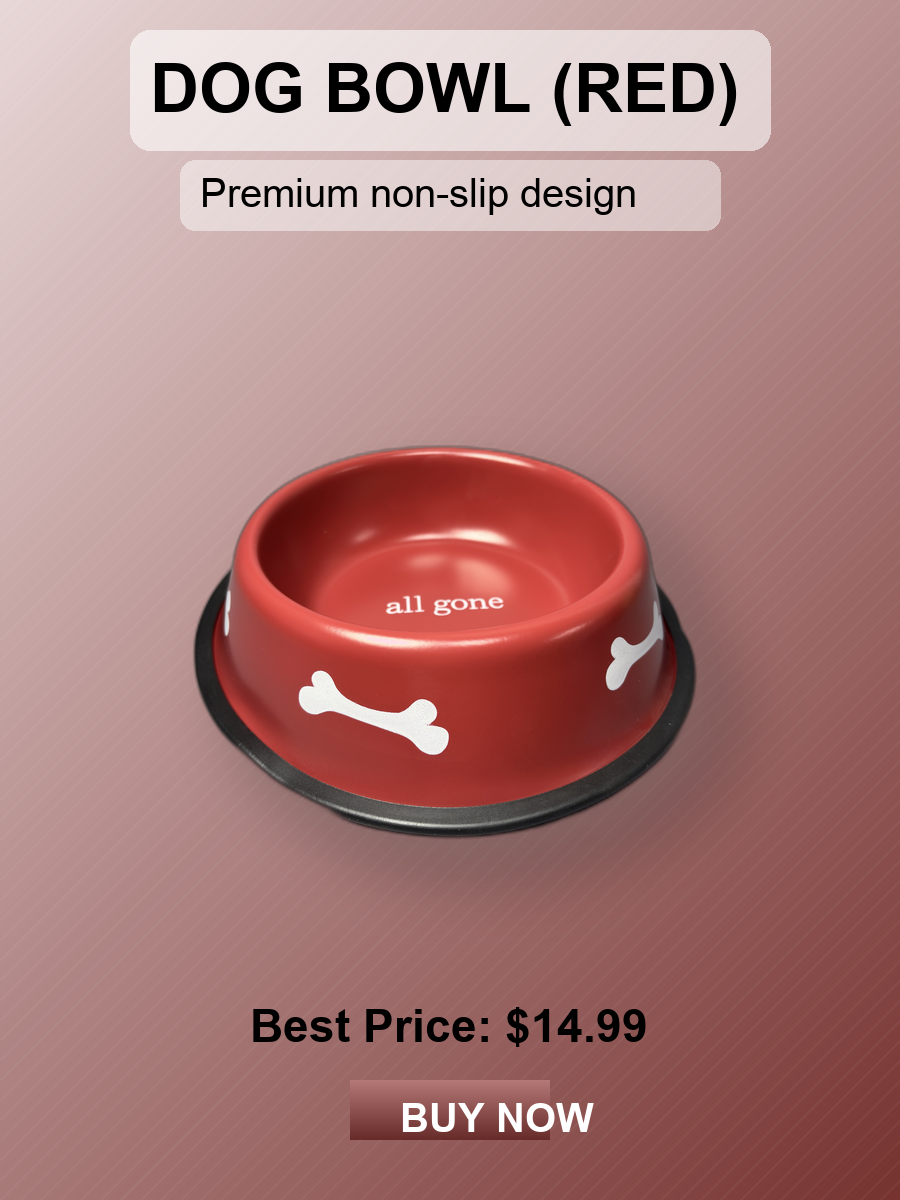 DOG BOWL (RED)
Premium non-slip design
all gone
Best Price: $14.99
BUY NOW